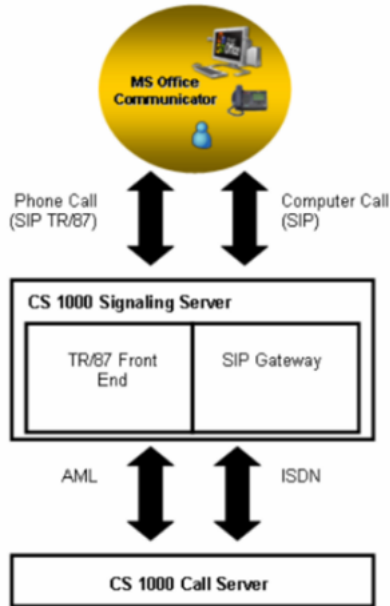 MS Office
Communicator
Phone Call
(SIP TR/87)
Computer Call
(SIP)
CS 1000 Signaling Server
TR/87 Front
End
SIP Gateway
AML
ISDN
CS 1000 Call Server